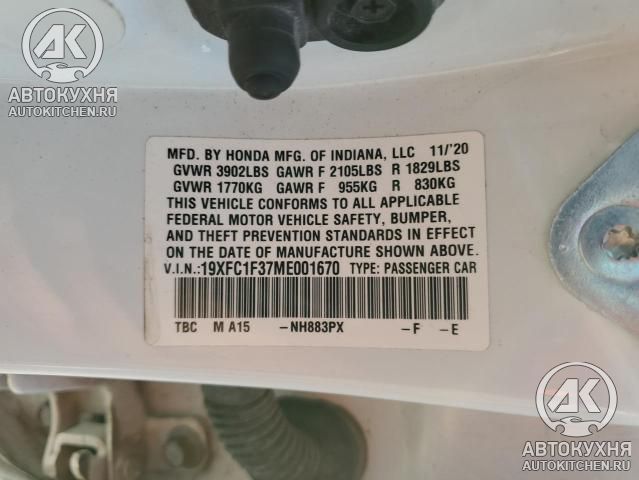 AK
АВТОКУХНЯ
AUTOKITCHEN.RU
MFD. BY HONDA MFG. OF INDIANA, LLC 11/'20
GVWR 3902LBS GAWR F 2105LBS R 1829LBS
GVWR 1770KG GAWR F 955KG R 830KG
THIS VEHICLE CONFORMS TO ALL APPLICABLE
FEDERAL MOTOR VEHICLE SAFETY, BUMPER,
AND THEFT PREVENTION STANDARDS IN EFFECT
ON THE DATE OF MANUFACTURE SHOWN ABOVE.
V.I.N.:19XFC1F37ME001670 TYPE: PASSENGER CAR
TBC M A15 –NH883PX –F –E
AK
АВТОКУХНЯ
AUTOKITCHEN.RU